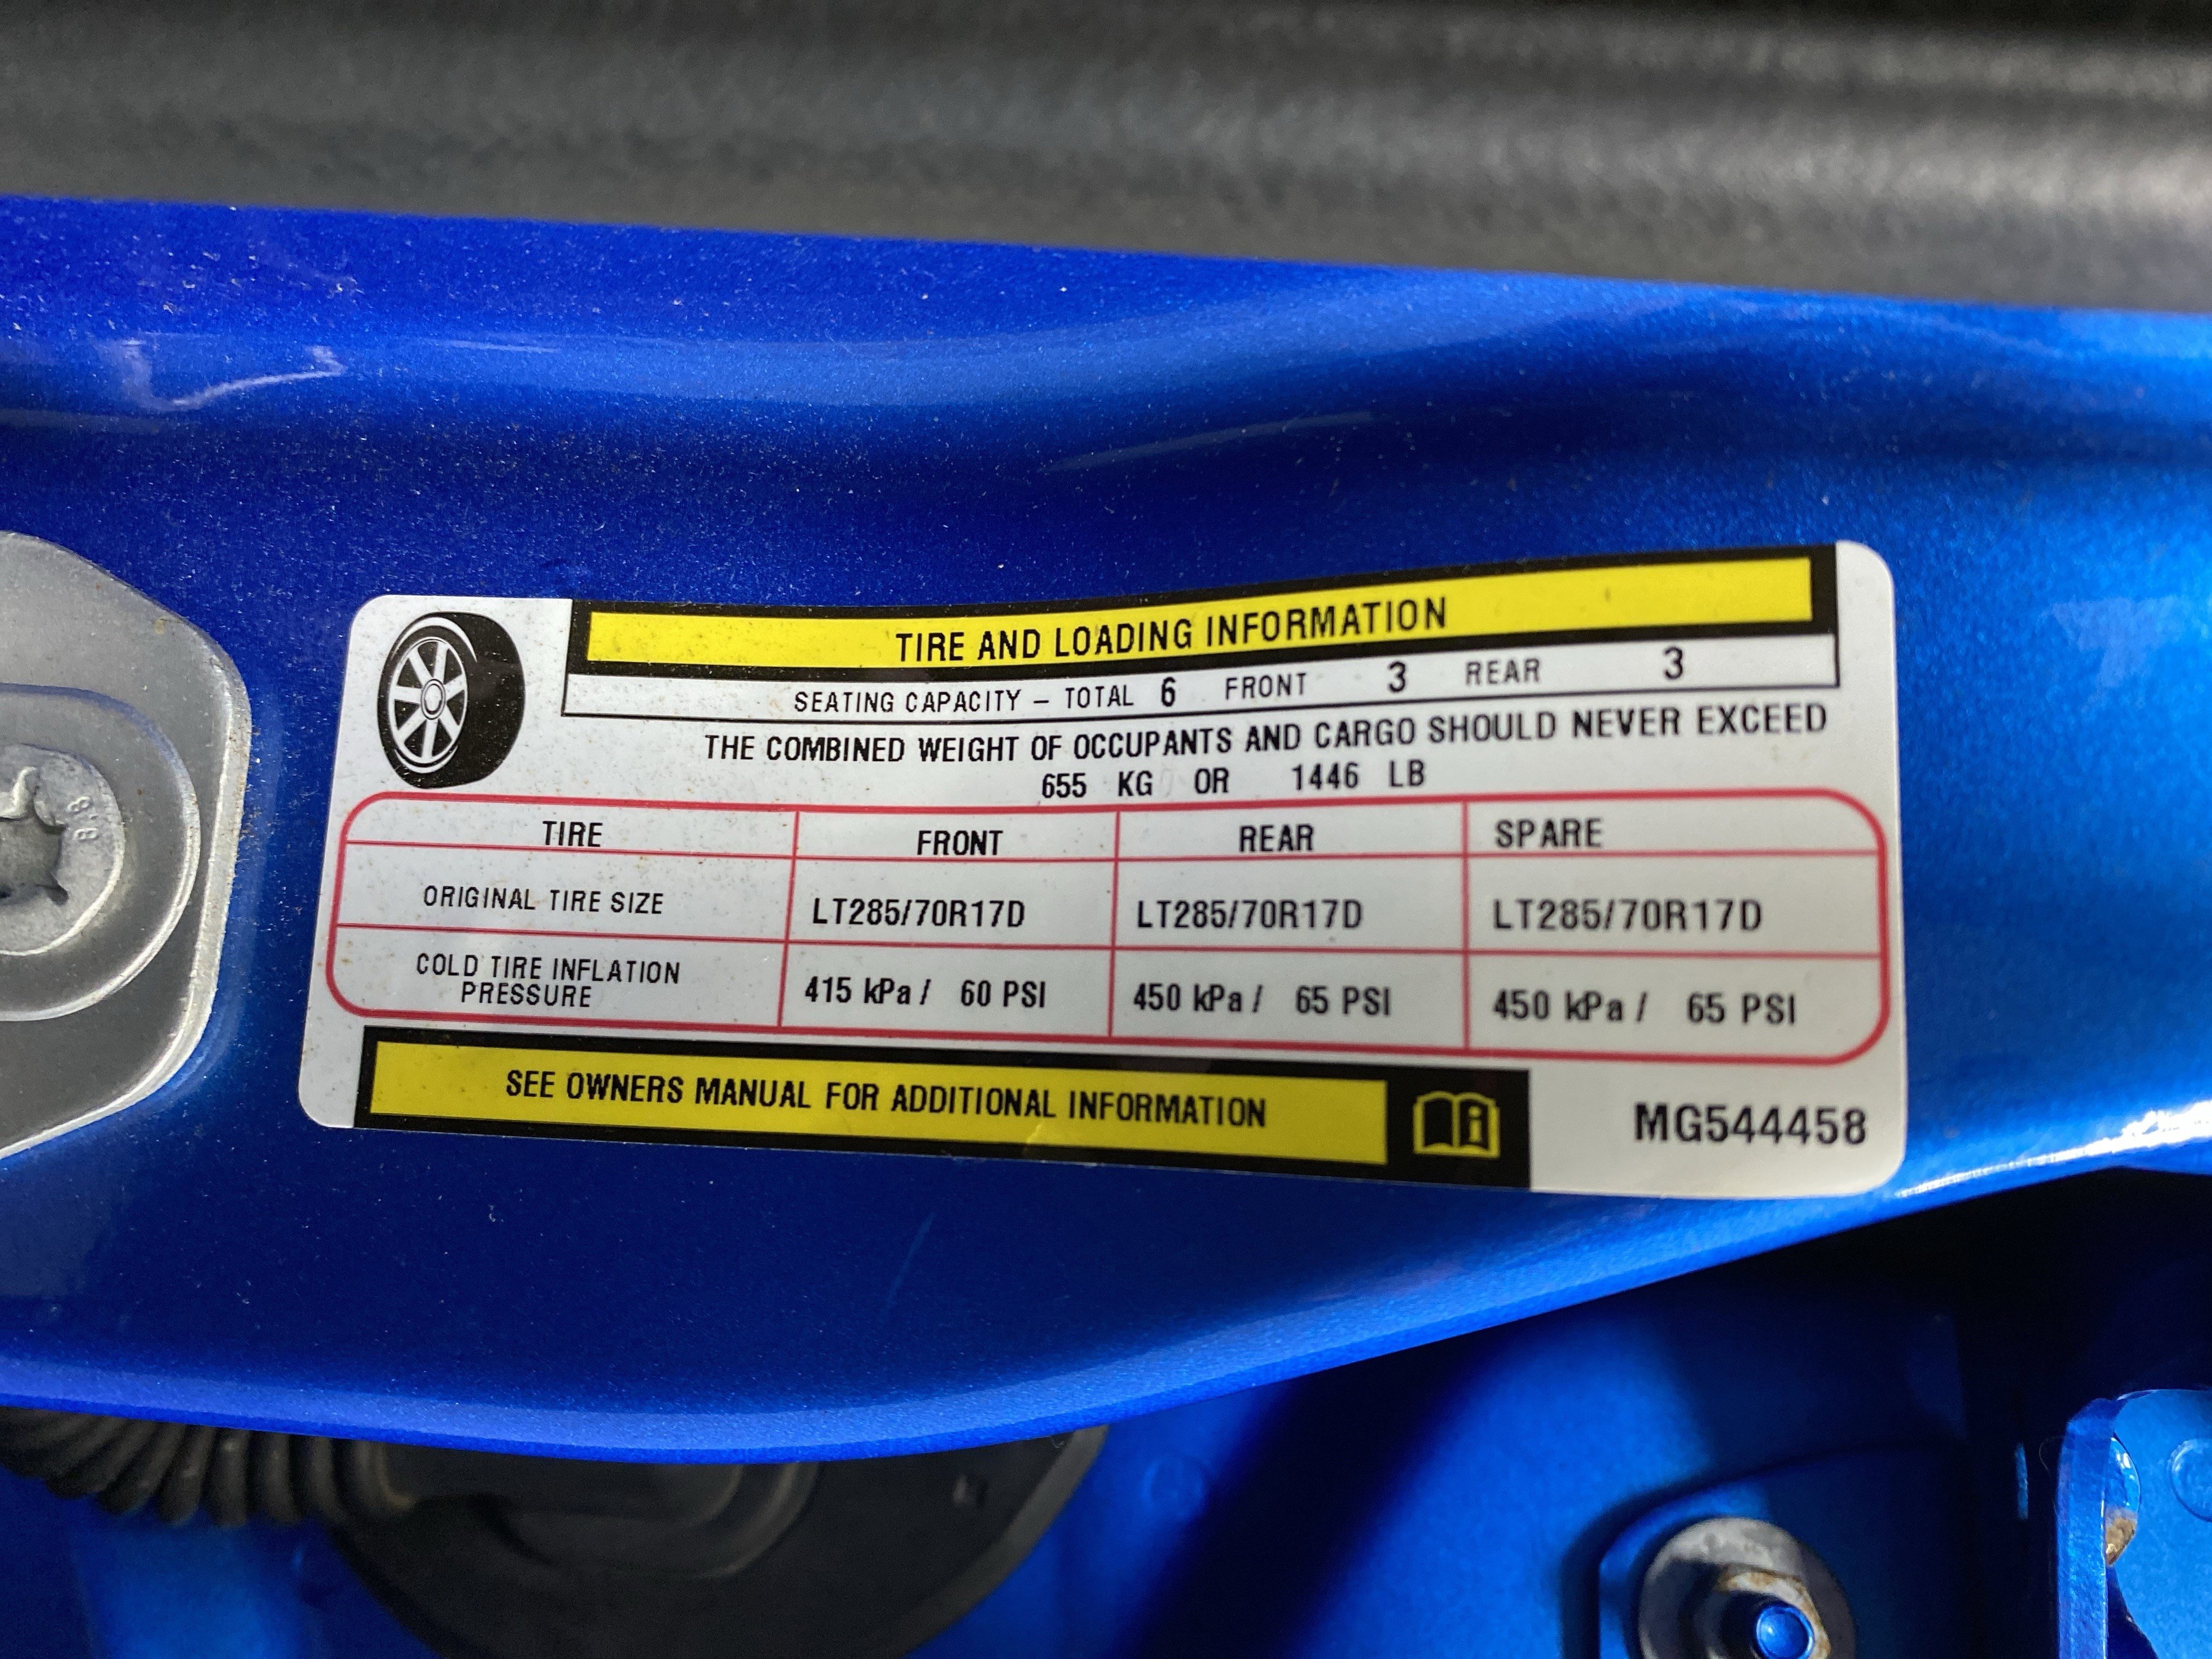 TIRE AND LOADING INFORMATION
SEATING CAPACITY – TOTAL 6 FRONT 3 REAR 3
THE COMBINED WEIGHT OF OCCUPANTS AND CARGO SHOULD NEVER EXCEED
655 KG OR 1446 LB
TIRE FRONT REAR SPARE
ORIGINAL TIRE SIZE LT285/70R17D LT285/70R17D LT285/70R17D
COLD TIRE INFLATION
PRESSURE 415 kPa / 60 PSI 450 kPa / 65 PSI 450 kPa / 65 PSI
SEE OWNERS MANUAL FOR ADDITIONAL INFORMATION
MG544458
8.8